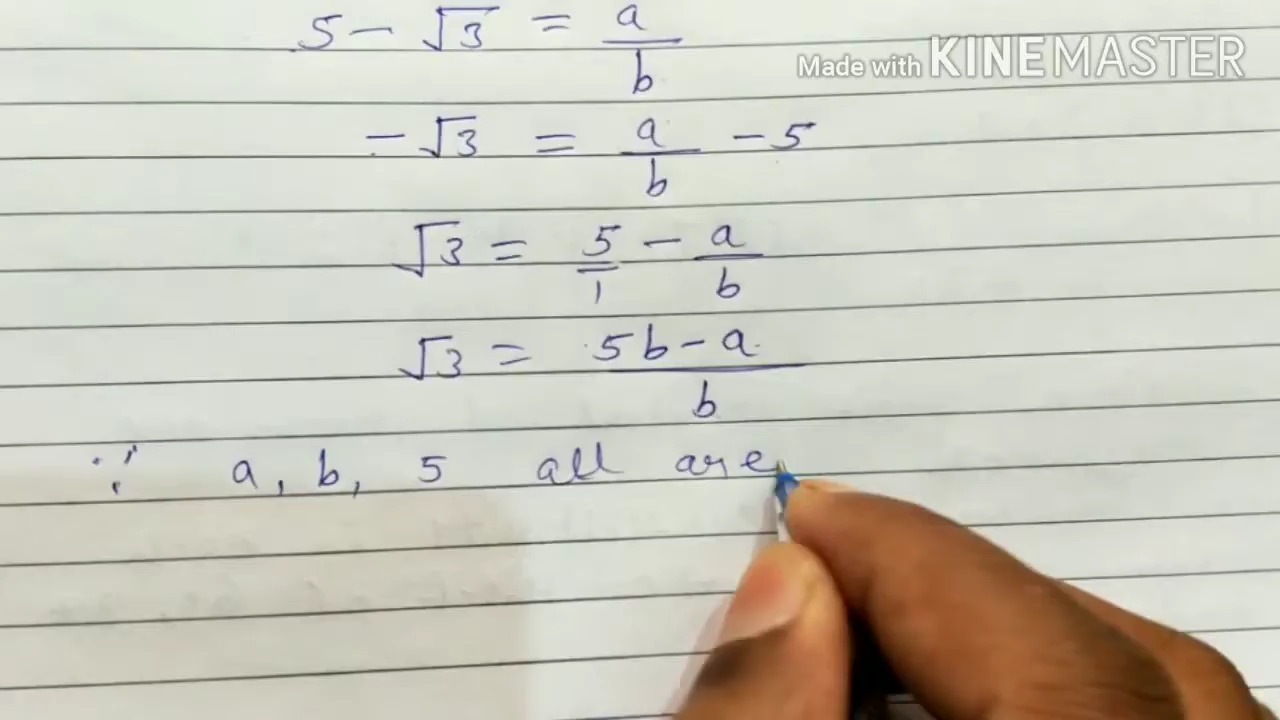 5 - √3 = a/b
Made with KINEMASTER
-√3 = a/b - 5
√3 = 5/1 - a/b
√3 = 5b - a/b
∵ a, b, 5 all are